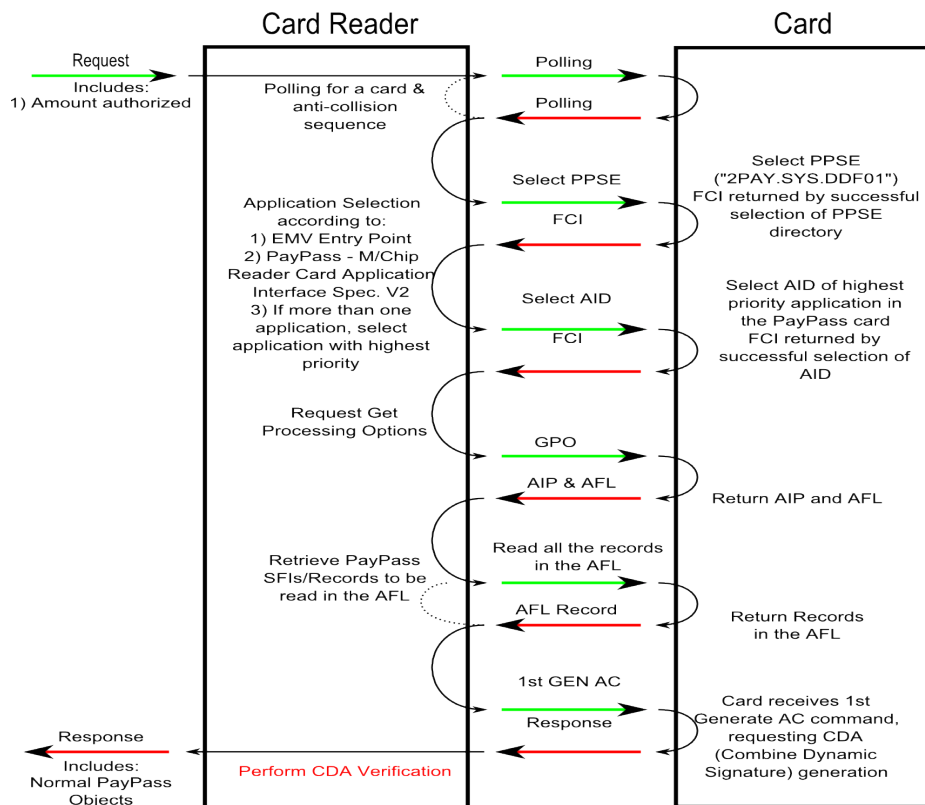 Card Reader
Card
Request
Includes:
1) Amount authorized
Polling for a card &
anti-collision
sequence
Polling
Polling
Select PPSE
("2PAY.SYS.DDF01")
FCI returned by successful
selection of PPSE
directory
Select PPSE
FCI
Application Selection
according to:
1) EMV Entry Point
2) PayPass - M/Chip
Reader Card Application
Interface Spec. V2
3) If more than one
application, select
application with highest
priority
Select AID
FCI
Select AID of highest
priority application in
the PayPass card
FCI returned by
successful selection of
AID
Request Get
Processing Options
GPO
AIP & AFL
Return AIP and AFL
Retrieve PayPass
SFIs/Records to be
read in the AFL
Read all the records
in the AFL
AFL Record
Return Records
in the AFL
1st GEN AC
Response
Card receives 1st
Generate AC command,
requesting CDA
(Combine Dynamic
Signature) generation
Perform CDA Verification
Response
Includes:
Normal PayPass
Objects